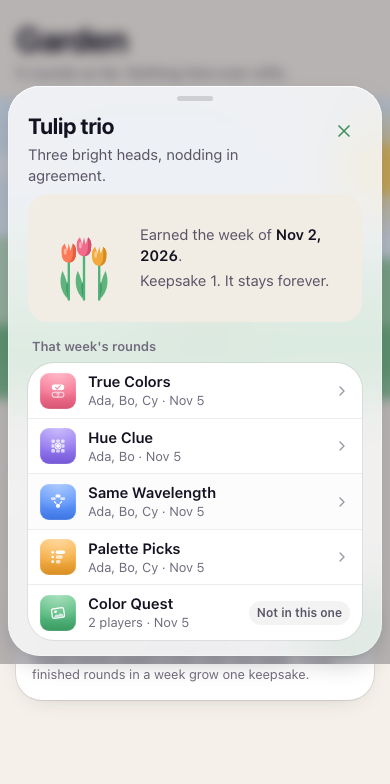 Garden
Tulip trio
Three bright heads, nodding in
agreement.
Earned the week of Nov 2,
2026.
Keepsake 1. It stays forever.
That week's rounds
True Colors
Ada, Bo, Cy · Nov 5
Hue Clue
Ada, Bo · Nov 5
Same Wavelength
Ada, Bo, Cy · Nov 5
Palette Picks
Ada, Bo, Cy · Nov 5
Color Quest
2 players · Nov 5
Not in this one
finished rounds in a week grow one keepsake.